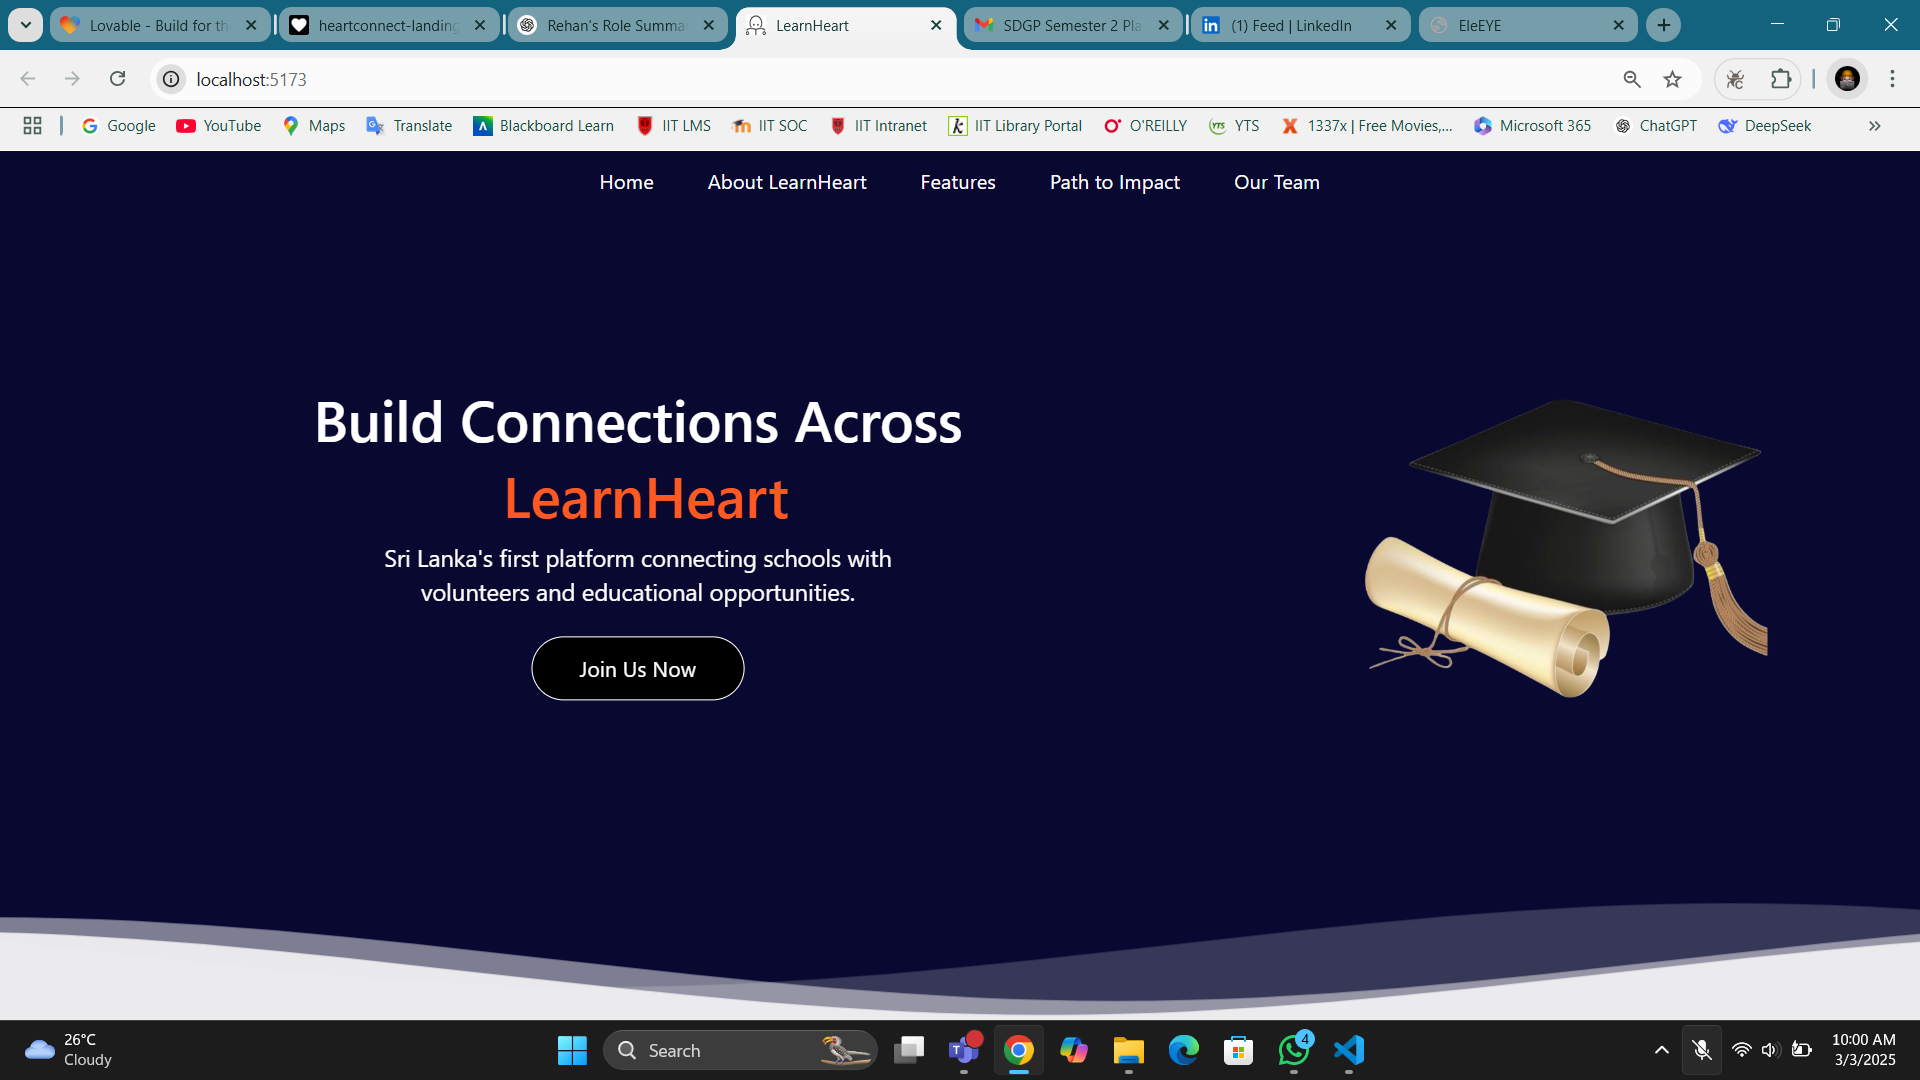 Lovable - Build for th
heartconnect-landing
Rehan's Role Summa
LearnHeart
SDGP Semester 2 Pla
(1) Feed | LinkedIn
EleEYE
localhost:5173
Google
YouTube
Maps
Translate
Blackboard Learn
IIT LMS
IIT SOC
IIT Intranet
IIT Library Portal
O'REILLY
YTS
1337x | Free Movies,...
Microsoft 365
ChatGPT
DeepSeek
Home
About LearnHeart
Features
Path to Impact
Our Team
Build Connections Across
LearnHeart
Sri Lanka's first platform connecting schools with
volunteers and educational opportunities.
Join Us Now
26°C
Cloudy
Search
4
10:00 AM
3/3/2025